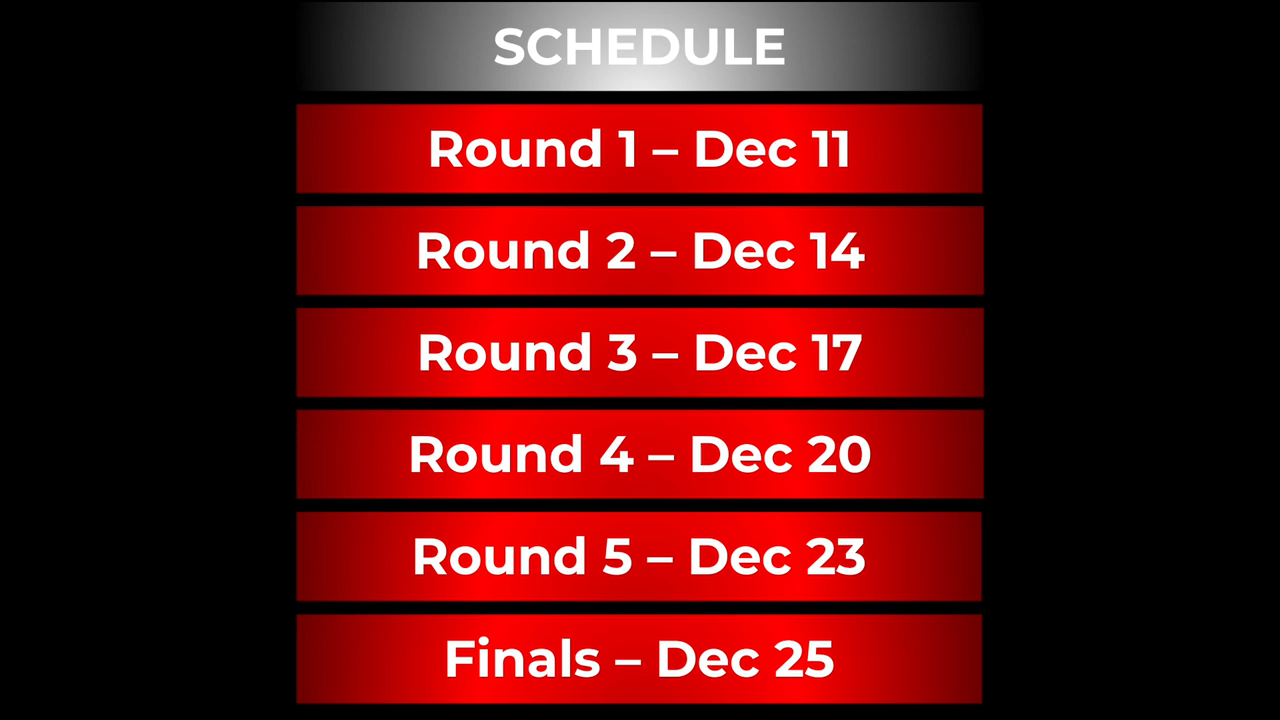 SCHEDULE
Round 1 – Dec 11
Round 2 – Dec 14
Round 3 – Dec 17
Round 4 – Dec 20
Round 5 – Dec 23
Finals – Dec 25